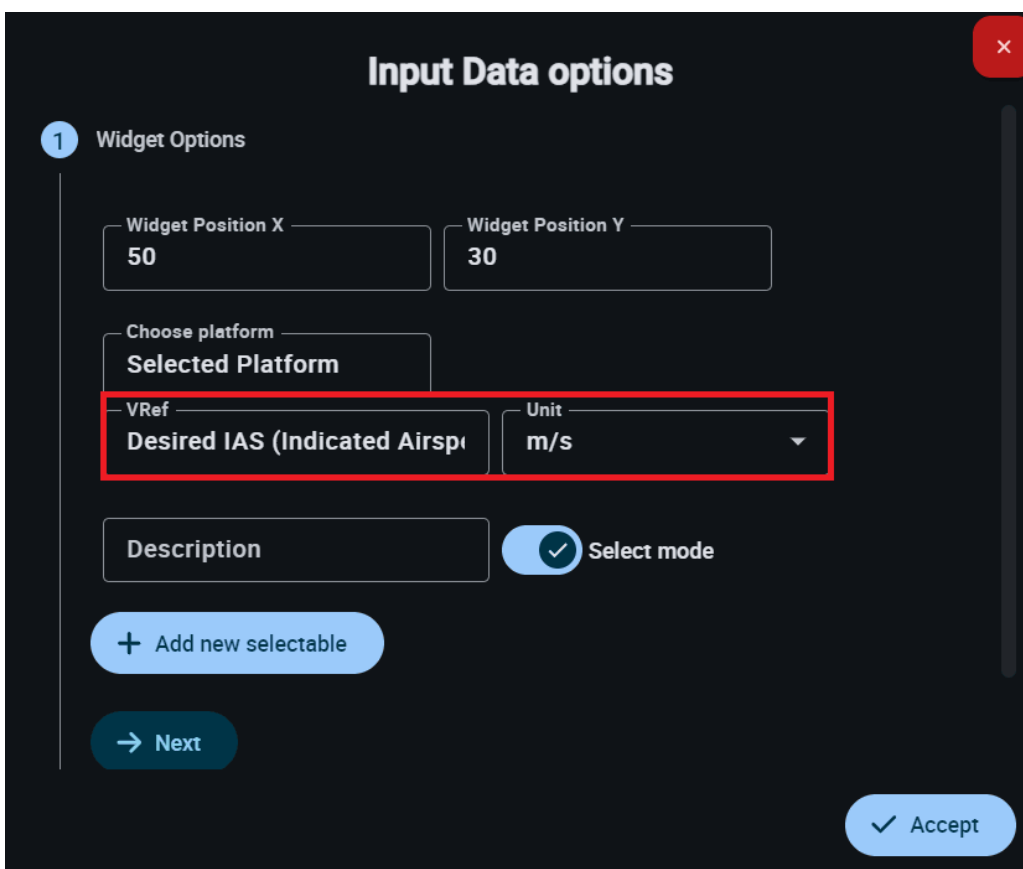 Input Data options
×
1 Widget Options
Widget Position X Widget Position Y
50 30
Choose platform
Selected Platform
VRef Unit
Desired IAS (Indicated Airsp m/s
Description Select mode
+ Add new selectable
Next
Accept